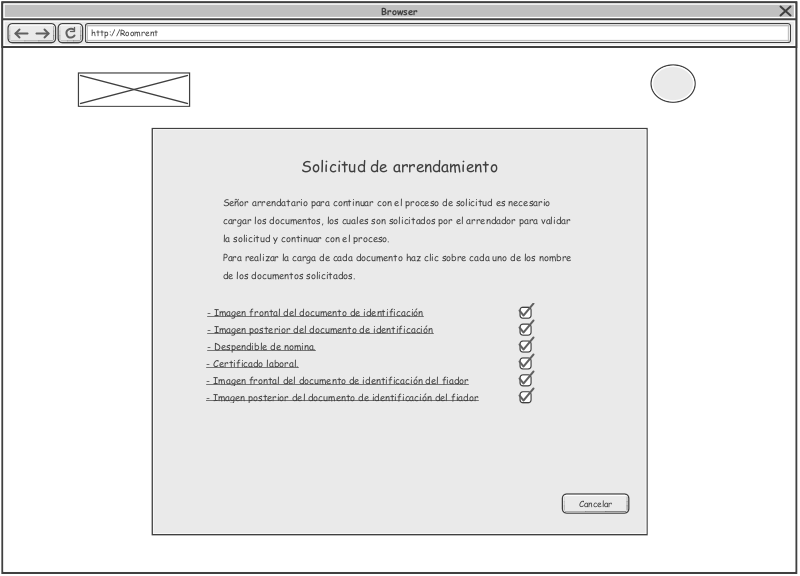 Browser
http://Roomrent
Solicitud de arrendamiento
Señor arrendatario para continuar con el proceso de solicitud es necesario
cargar los documentos, los cuales son solicitados por el arrendador para validar
la solicitud y continuar con el proceso.
Para realizar la carga de cada documento haz clic sobre cada uno de los nombre
de los documentos solicitados.
- Imagen frontal del documento de identificación
- Imagen posterior del documento de identificación
- Despendible de nomina.
- Certificado laboral.
- Imagen frontal del documento de identificación del fiador
- Imagen posterior del documento de identificación del fiador
Cancelar